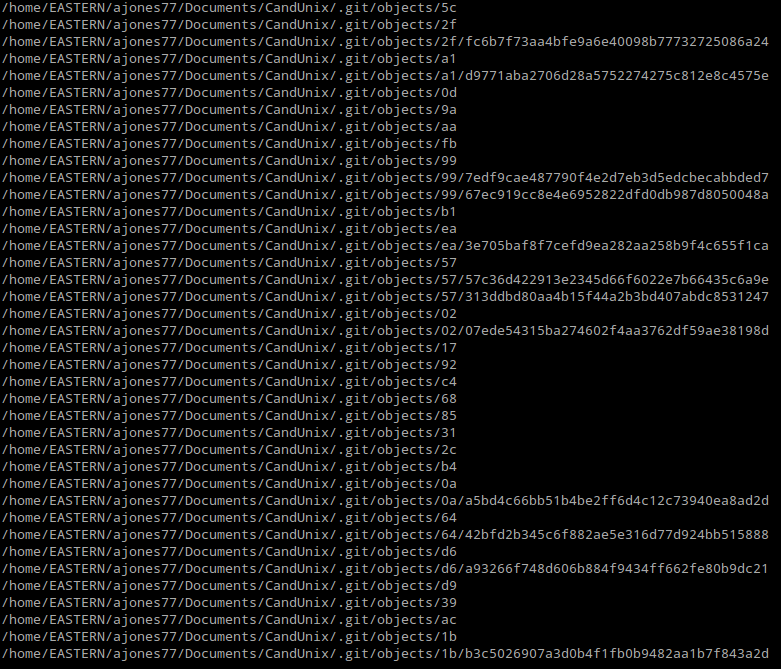 /home/EASTERN/ajones77/Documents/CandUnix/.git/objects/5c
/home/EASTERN/ajones77/Documents/CandUnix/.git/objects/2f
/home/EASTERN/ajones77/Documents/CandUnix/.git/objects/2f/fc6b7f73aa4bfe9a6e40098b77732725086a24
/home/EASTERN/ajones77/Documents/CandUnix/.git/objects/a1
/home/EASTERN/ajones77/Documents/CandUnix/.git/objects/a1/d9771aba2706d28a5752274275c812e8c4575e
/home/EASTERN/ajones77/Documents/CandUnix/.git/objects/0d
/home/EASTERN/ajones77/Documents/CandUnix/.git/objects/9a
/home/EASTERN/ajones77/Documents/CandUnix/.git/objects/aa
/home/EASTERN/ajones77/Documents/CandUnix/.git/objects/fb
/home/EASTERN/ajones77/Documents/CandUnix/.git/objects/99
/home/EASTERN/ajones77/Documents/CandUnix/.git/objects/99/7edf9cae487790f4e2d7eb3d5edcbecabbded7
/home/EASTERN/ajones77/Documents/CandUnix/.git/objects/99/67ec919cc8e4e6952822dfd0db987d8050048a
/home/EASTERN/ajones77/Documents/CandUnix/.git/objects/b1
/home/EASTERN/ajones77/Documents/CandUnix/.git/objects/ea
/home/EASTERN/ajones77/Documents/CandUnix/.git/objects/ea/3e705baf8f7cefd9ea282aa258b9f4c655f1ca
/home/EASTERN/ajones77/Documents/CandUnix/.git/objects/57
/home/EASTERN/ajones77/Documents/CandUnix/.git/objects/57/57c36d422913e2345d66f6022e7b66435c6a9e
/home/EASTERN/ajones77/Documents/CandUnix/.git/objects/57/313ddbd80aa4b15f44a2b3bd407abdc8531247
/home/EASTERN/ajones77/Documents/CandUnix/.git/objects/02
/home/EASTERN/ajones77/Documents/CandUnix/.git/objects/02/07ede54315ba274602f4aa3762df59ae38198d
/home/EASTERN/ajones77/Documents/CandUnix/.git/objects/17
/home/EASTERN/ajones77/Documents/CandUnix/.git/objects/92
/home/EASTERN/ajones77/Documents/CandUnix/.git/objects/c4
/home/EASTERN/ajones77/Documents/CandUnix/.git/objects/68
/home/EASTERN/ajones77/Documents/CandUnix/.git/objects/85
/home/EASTERN/ajones77/Documents/CandUnix/.git/objects/31
/home/EASTERN/ajones77/Documents/CandUnix/.git/objects/2c
/home/EASTERN/ajones77/Documents/CandUnix/.git/objects/b4
/home/EASTERN/ajones77/Documents/CandUnix/.git/objects/0a
/home/EASTERN/ajones77/Documents/CandUnix/.git/objects/0a/a5bd4c66bb51b4be2ff6d4c12c73940ea8ad2d
/home/EASTERN/ajones77/Documents/CandUnix/.git/objects/64
/home/EASTERN/ajones77/Documents/CandUnix/.git/objects/64/42bfd2b345c6f882ae5e316d77d924bb515888
/home/EASTERN/ajones77/Documents/CandUnix/.git/objects/d6
/home/EASTERN/ajones77/Documents/CandUnix/.git/objects/d6/a93266f748d606b884f9434ff662fe80b9dc21
/home/EASTERN/ajones77/Documents/CandUnix/.git/objects/d9
/home/EASTERN/ajones77/Documents/CandUnix/.git/objects/39
/home/EASTERN/ajones77/Documents/CandUnix/.git/objects/ac
/home/EASTERN/ajones77/Documents/CandUnix/.git/objects/1b
/home/EASTERN/ajones77/Documents/CandUnix/.git/objects/1b/b3c5026907a3d0b4f1fb0b9482aa1b7f843a2d